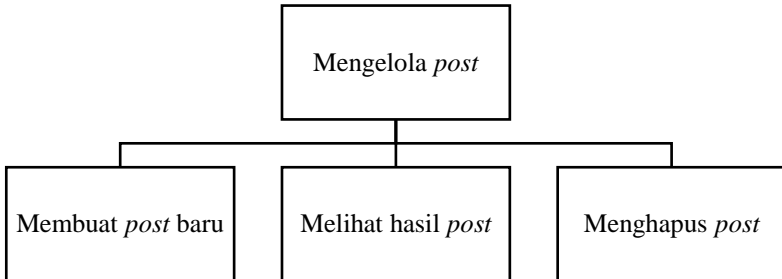 Mengelola post
Membuat post baru
Melihat hasil post
Menghapus post